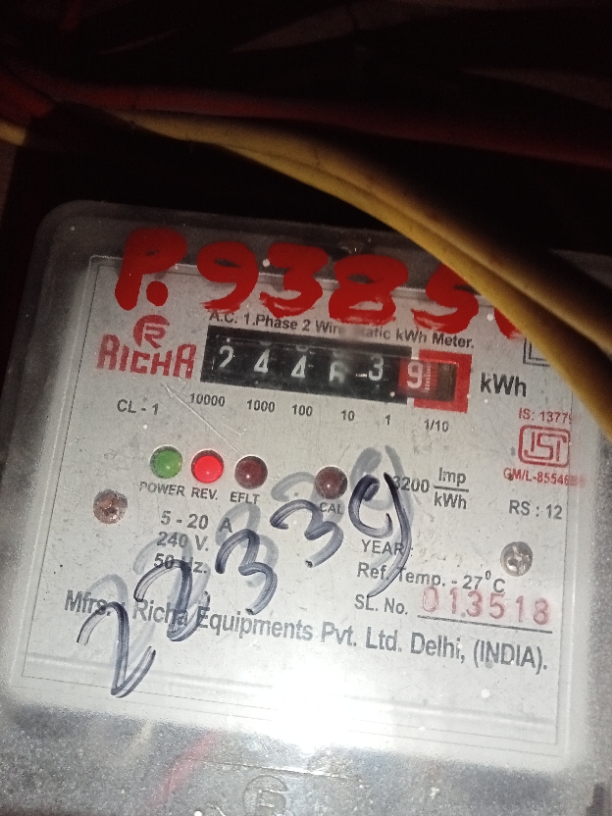 P.9385
A.C. 1.Phase 2 Wire Static kWh Meter.
R
RICHA
2 4 4 6 3 9 kWh
CL - 1 10000 1000 100 10 1 1/10
IS: 1377
ISI
CM/L-8554
POWER REV. EFLT CAL
3200 Imp/kWh
RS : 12
5 - 20 A
240 V.
50 Hz.
YEAR:
Ref. Temp. - 27°C
SL. No. 013518
22339
Mfrs. Richa Equipments Pvt. Ltd. Delhi, (INDIA).